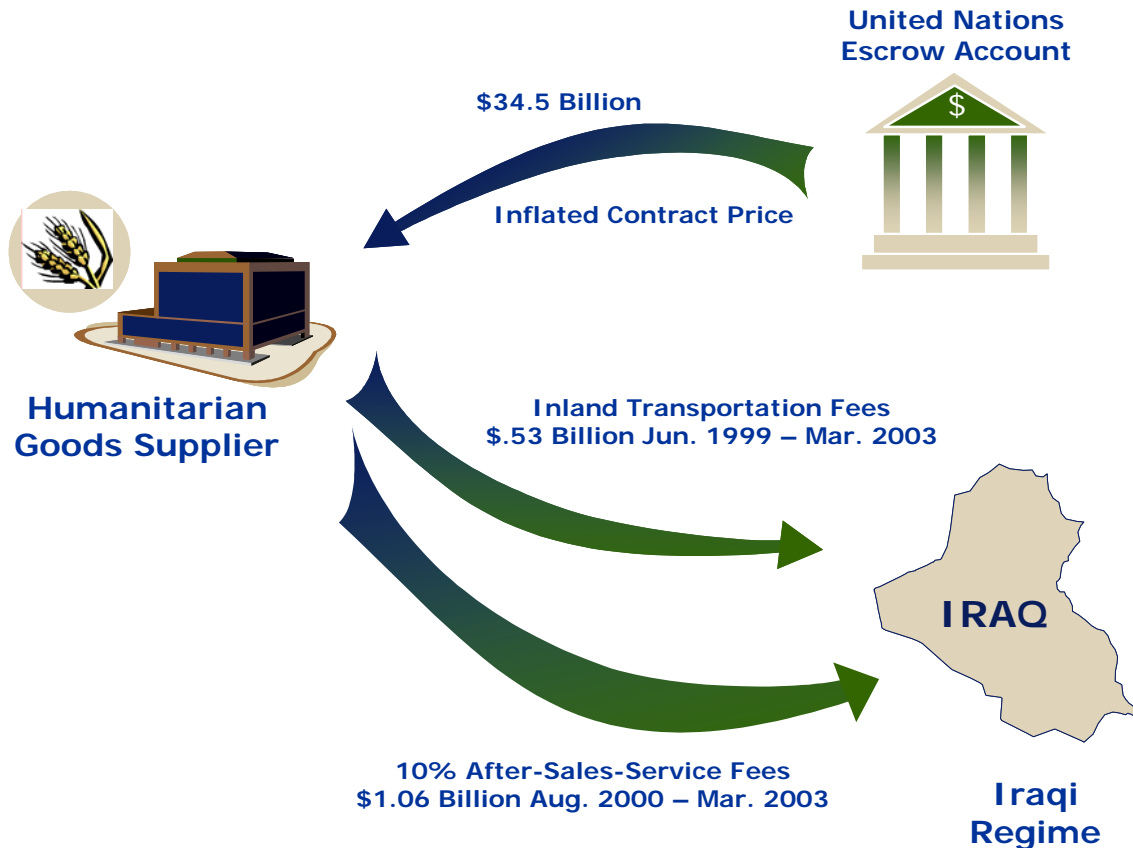 United Nations
Escrow Account
$
$34.5 Billion
Inflated Contract Price
Humanitarian
Goods Supplier
Inland Transportation Fees
$.53 Billion Jun. 1999 – Mar. 2003
IRAQ
10% After-Sales-Service Fees
$1.06 Billion Aug. 2000 – Mar. 2003
Iraqi
Regime